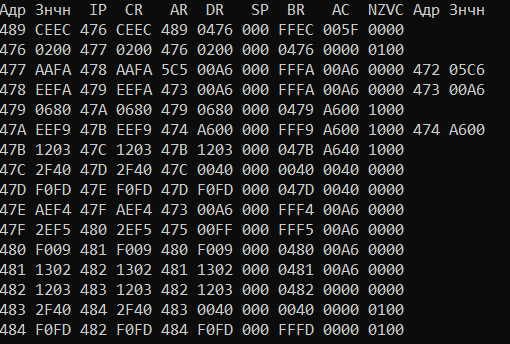 Адр Знчн  IP  CR   AR  DR   SP  BR   AC  NZVC Адр Знчн
489 CEEC 476 CEEC 489 0476 000 FFEC 005F 0000
476 0200 477 0200 476 0200 000 0476 0000 0100
477 AAFA 478 AAFA 5C5 00A6 000 FFFA 00A6 0000 472 05C6
478 EEFA 479 EEFA 473 00A6 000 FFFA 00A6 0000 473 00A6
479 0680 47A 0680 479 0680 000 0479 A600 1000
47A EEF9 47B EEF9 474 A600 000 FFF9 A600 1000 474 A600
47B 1203 47C 1203 47B 1203 000 047B A640 1000
47C 2F40 47D 2F40 47C 0040 000 0040 0040 0000
47D F0FD 47E F0FD 47D F0FD 000 047D 0040 0000
47E AEF4 47F AEF4 473 00A6 000 FFF4 00A6 0000
47F 2EF5 480 2EF5 475 00FF 000 FFF5 00A6 0000
480 F009 481 F009 480 F009 000 0480 00A6 0000
481 1302 482 1302 481 1302 000 0481 00A6 0000
482 1203 483 1203 482 1203 000 0482 0000 0000
483 2F40 484 2F40 483 0040 000 0040 0000 0100
484 F0FD 482 F0FD 484 F0FD 000 FFFD 0000 0100